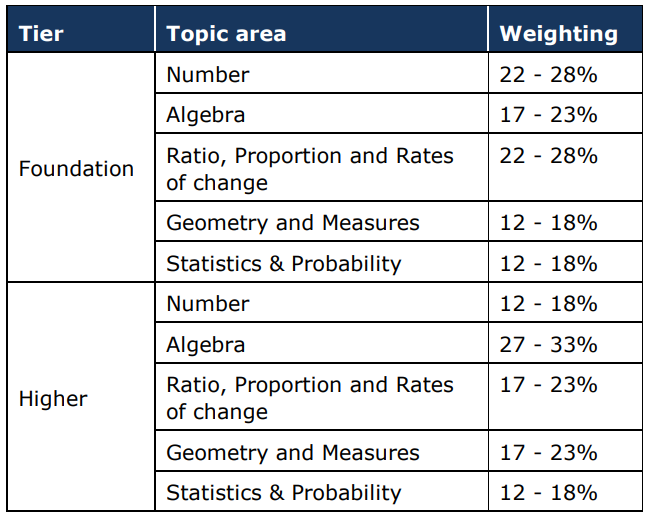 Tier Topic area Weighting
Foundation
Number 22 - 28%
Algebra 17 - 23%
Ratio, Proportion and Rates
of change 22 - 28%
Geometry and Measures 12 - 18%
Statistics & Probability 12 - 18%
Higher
Number 12 - 18%
Algebra 27 - 33%
Ratio, Proportion and Rates
of change 17 - 23%
Geometry and Measures 17 - 23%
Statistics & Probability 12 - 18%